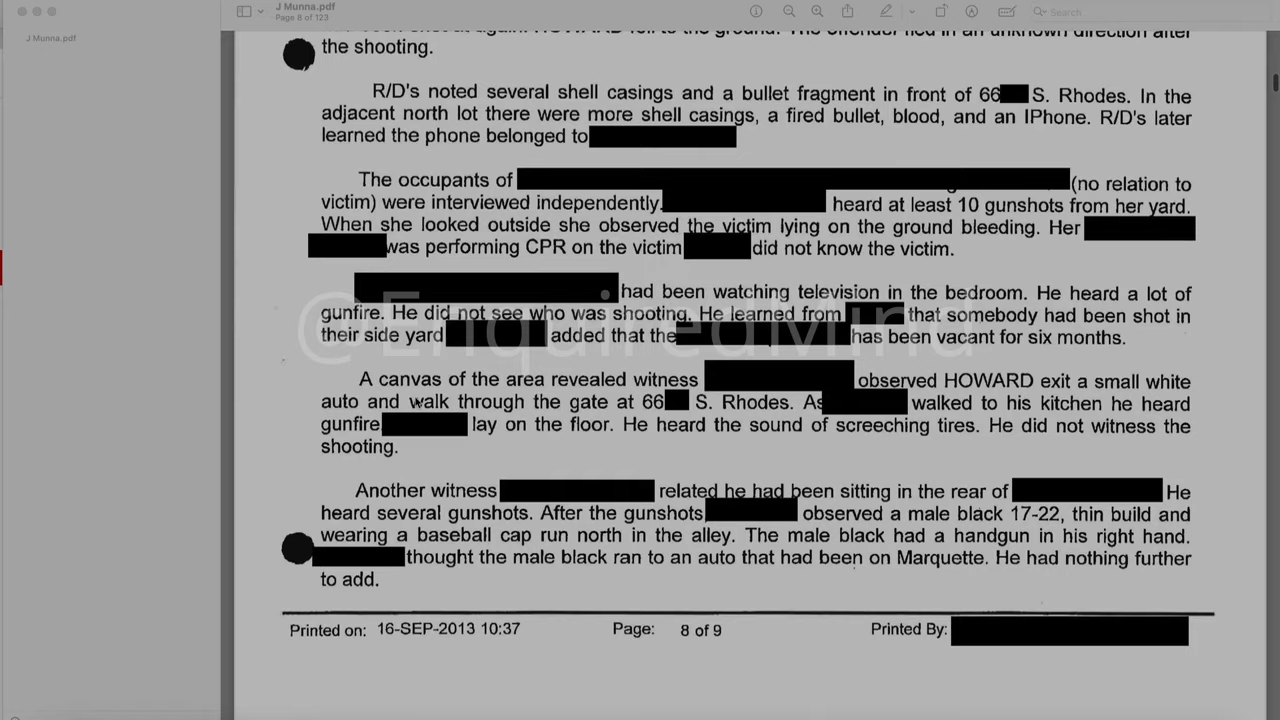 J Munna.pdf
Page 8 of 123
Search
J Munna.pdf
the shooting.
R/D's noted several shell casings and a bullet fragment in front of 66 S. Rhodes. In the
adjacent north lot there were more shell casings, a fired bullet, blood, and an IPhone. R/D's later
learned the phone belonged to
The occupants of (no relation to
victim) were interviewed independently. heard at least 10 gunshots from her yard.
When she looked outside she observed the victim lying on the ground bleeding. Her
was performing CPR on the victim did not know the victim.
had been watching television in the bedroom. He heard a lot of
gunfire. He did not see who was shooting. He learned from that somebody had been shot in
their side yard added that the has been vacant for six months.
@EnquiredMind
A canvas of the area revealed witness observed HOWARD exit a small white
auto and walk through the gate at 66 S. Rhodes. As walked to his kitchen he heard
gunfire lay on the floor. He heard the sound of screeching tires. He did not witness the
shooting.
Another witness related he had been sitting in the rear of He
heard several gunshots. After the gunshots observed a male black 17-22, thin build and
wearing a baseball cap run north in the alley. The male black had a handgun in his right hand.
thought the male black ran to an auto that had been on Marquette. He had nothing further
to add.
Printed on: 16-SEP-2013 10:37 Page: 8 of 9 Printed By: